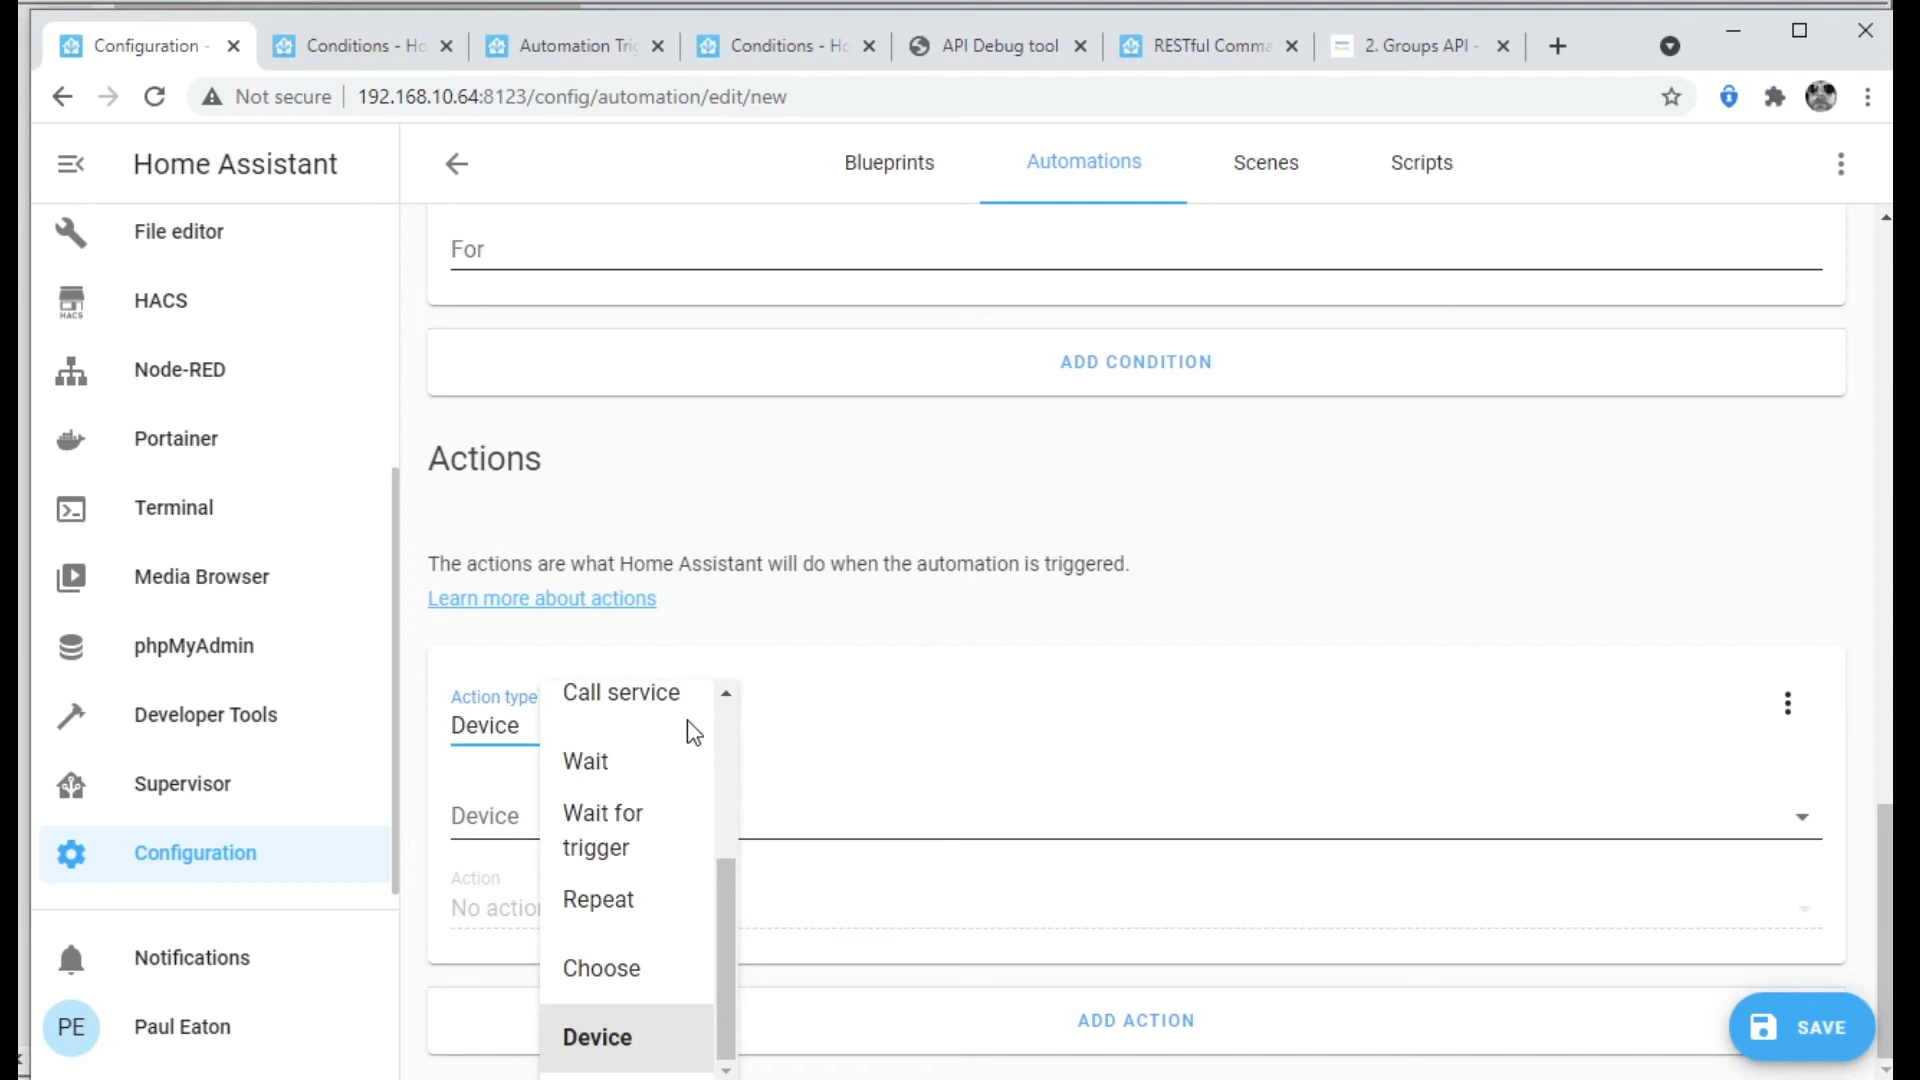 Configuration -
Conditions - Ho
Automation Tri
Conditions - Ho
API Debug tool
RESTful Comma
2. Groups API -
Not secure
192.168.10.64:8123/config/automation/edit/new
Home Assistant
Blueprints
Automations
Scenes
Scripts
File editor
HACS
HACS
Node-RED
Portainer
Terminal
Media Browser
phpMyAdmin
Developer Tools
Supervisor
Configuration
Notifications
PE
Paul Eaton
For
ADD CONDITION
Actions
The actions are what Home Assistant will do when the automation is triggered.
Learn more about actions
Action type
Device
Device
Action
No action
Call service
Wait
Wait for
trigger
Repeat
Choose
Device
ADD ACTION
SAVE